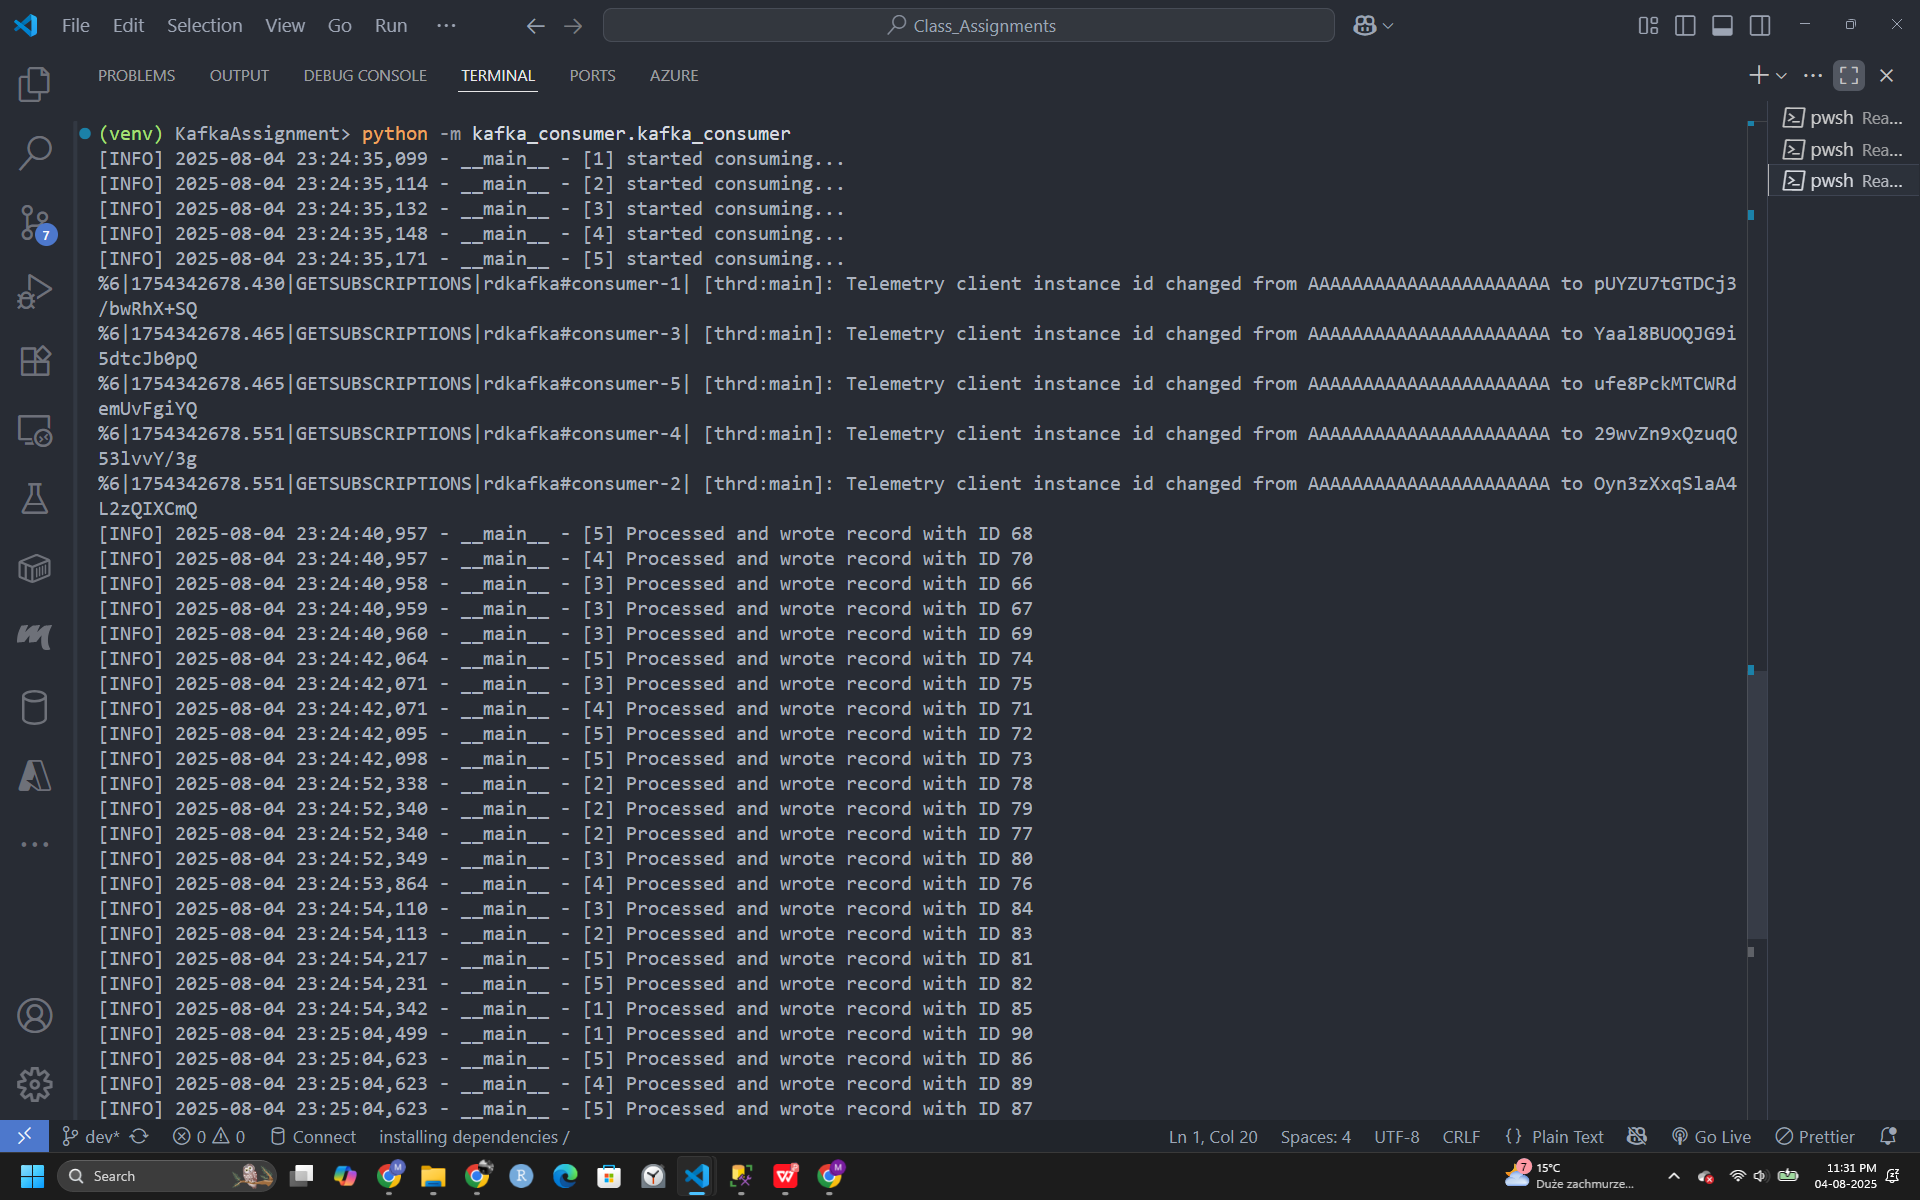 File Edit Selection View Go Run ...
Class_Assignments
PROBLEMS OUTPUT DEBUG CONSOLE TERMINAL PORTS AZURE
pwsh Rea...
pwsh Rea...
pwsh Rea...
7
(venv) KafkaAssignment> python -m kafka_consumer.kafka_consumer
[INFO] 2025-08-04 23:24:35,099 - __main__ - [1] started consuming...
[INFO] 2025-08-04 23:24:35,114 - __main__ - [2] started consuming...
[INFO] 2025-08-04 23:24:35,132 - __main__ - [3] started consuming...
[INFO] 2025-08-04 23:24:35,148 - __main__ - [4] started consuming...
[INFO] 2025-08-04 23:24:35,171 - __main__ - [5] started consuming...
%6|1754342678.430|GETSUBSCRIPTIONS|rdkafka#consumer-1| [thrd:main]: Telemetry client instance id changed from AAAAAAAAAAAAAAAAAAAAAA to pUYZU7tGTDCj3
/bwRhX+SQ
%6|1754342678.465|GETSUBSCRIPTIONS|rdkafka#consumer-3| [thrd:main]: Telemetry client instance id changed from AAAAAAAAAAAAAAAAAAAAAA to Yaal8BUOQJG9i
5dtcJb0pQ
%6|1754342678.465|GETSUBSCRIPTIONS|rdkafka#consumer-5| [thrd:main]: Telemetry client instance id changed from AAAAAAAAAAAAAAAAAAAAAA to ufe8PckMTCWRd
emUvFgiYQ
%6|1754342678.551|GETSUBSCRIPTIONS|rdkafka#consumer-4| [thrd:main]: Telemetry client instance id changed from AAAAAAAAAAAAAAAAAAAAAA to 29wvZn9xQzuqQ
53lvvY/3g
%6|1754342678.551|GETSUBSCRIPTIONS|rdkafka#consumer-2| [thrd:main]: Telemetry client instance id changed from AAAAAAAAAAAAAAAAAAAAAA to Oyn3zXxqSlaA4
L2zQIXCmQ
[INFO] 2025-08-04 23:24:40,957 - __main__ - [5] Processed and wrote record with ID 68
[INFO] 2025-08-04 23:24:40,957 - __main__ - [4] Processed and wrote record with ID 70
[INFO] 2025-08-04 23:24:40,958 - __main__ - [3] Processed and wrote record with ID 66
[INFO] 2025-08-04 23:24:40,959 - __main__ - [3] Processed and wrote record with ID 67
[INFO] 2025-08-04 23:24:40,960 - __main__ - [3] Processed and wrote record with ID 69
[INFO] 2025-08-04 23:24:42,064 - __main__ - [5] Processed and wrote record with ID 74
[INFO] 2025-08-04 23:24:42,071 - __main__ - [3] Processed and wrote record with ID 75
[INFO] 2025-08-04 23:24:42,071 - __main__ - [4] Processed and wrote record with ID 71
[INFO] 2025-08-04 23:24:42,095 - __main__ - [5] Processed and wrote record with ID 72
[INFO] 2025-08-04 23:24:42,098 - __main__ - [5] Processed and wrote record with ID 73
[INFO] 2025-08-04 23:24:52,338 - __main__ - [2] Processed and wrote record with ID 78
[INFO] 2025-08-04 23:24:52,340 - __main__ - [2] Processed and wrote record with ID 79
[INFO] 2025-08-04 23:24:52,340 - __main__ - [2] Processed and wrote record with ID 77
[INFO] 2025-08-04 23:24:52,349 - __main__ - [3] Processed and wrote record with ID 80
[INFO] 2025-08-04 23:24:53,864 - __main__ - [4] Processed and wrote record with ID 76
[INFO] 2025-08-04 23:24:54,110 - __main__ - [3] Processed and wrote record with ID 84
[INFO] 2025-08-04 23:24:54,113 - __main__ - [2] Processed and wrote record with ID 83
[INFO] 2025-08-04 23:24:54,217 - __main__ - [5] Processed and wrote record with ID 81
[INFO] 2025-08-04 23:24:54,231 - __main__ - [5] Processed and wrote record with ID 82
[INFO] 2025-08-04 23:24:54,342 - __main__ - [1] Processed and wrote record with ID 85
[INFO] 2025-08-04 23:25:04,499 - __main__ - [1] Processed and wrote record with ID 90
[INFO] 2025-08-04 23:25:04,623 - __main__ - [5] Processed and wrote record with ID 86
[INFO] 2025-08-04 23:25:04,623 - __main__ - [4] Processed and wrote record with ID 89
[INFO] 2025-08-04 23:25:04,623 - __main__ - [5] Processed and wrote record with ID 87
dev* 0 0 Connect installing dependencies / Ln 1, Col 20 Spaces: 4 UTF-8 CRLF {} Plain Text Go Live Prettier
Search
7 15°C
Duże zachmurze...
11:31 PM
04-08-2025